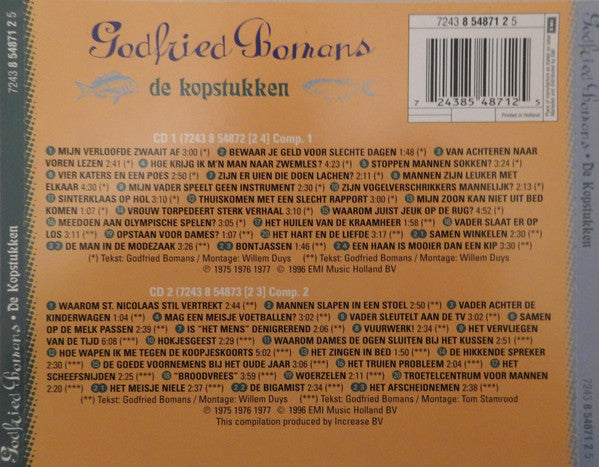 7243 8 54871 2 5
Godfried Bomans • De Kopstukken
Godfried Bomans
de kopstukken
7243 8 54871 2 5
7 24385 48712 5
Printed in Holland
CD 1 (7243 8 54872 [2 4] Comp. 1
1 MIJN VERLOOFDE ZWAAIT AF 3:00 (*) 2 BEWAAR JE GELD VOOR SLECHTE DAGEN 1:48 (*) 3 VAN ACHTEREN NAAR
VOREN LEZEN 2:41 (*) 4 HOE KRIJG IK M'N MAN NAAR ZWEMLES? 4:23 (*) 5 STOPPEN MANNEN SOKKEN? 3:24 (*)
6 VIER KATERS EN EEN POES 2:50 (*) 7 ZIJN ER UIEN DIE DOEN LACHEN? 2:11 (*) 8 MANNEN ZIJN LEUKER MET
ELKAAR 4:30 (*) 9 MIJN VADER SPEELT GEEN INSTRUMENT 2:30 (*) 10 ZIJN VOGELVERSCHRIKKERS MANNELIJK? 2:13 (*)
11 SINTERKLAAS OP HOL 3:10 (*) 12 THUISKOMEN MET EEN SLECHT RAPPORT 3:00 (*) 13 MIJN ZOON KAN NIET UIT BED
KOMEN 1:07 (*) 14 VROUW TORPEDEERT STERK VERHAAL 3:10 (*) 15 WAAROM JUIST JEUK OP DE RUG? 4:52 (*)
16 MEEDOEN AAN OLYMPISCHE SPELEN? 3:05 (*) 17 HET HUILEN VAN DE KRAAMHEER 1:58 (*) 18 VADER SLAAT ER OP
LOS 3:11 (**) 19 OPSTAAN VOOR DAMES? 1:07 (**) 20 HET HART EN DE LIEFDE 3:17 (**) 21 SAMEN WINKELEN 2:30 (**)
22 DE MAN IN DE MODEZAAK 3:26 (**) 23 BONTJASSEN 1:46 (**) 24 EEN HAAN IS MOOIER DAN EEN KIP 3:30 (**)
(*) Tekst: Godfried Bomans / Montage: Willem Duys (**) Tekst: Godfried Bomans / Montage: Willem Duys
℗ 1975 1976 1977 © 1996 EMI Music Holland BV
CD 2 (7243 8 54873 [2 3] Comp. 2
1 WAAROM ST. NICOLAAS STIL VERTREKT 2:44 (**) 2 MANNEN SLAPEN IN EEN STOEL 2:50 (**) 3 VADER ACHTER DE
KINDERWAGEN 1:04 (**) 4 MAG EEN MEISJE VOETBALLEN? 3:02 (**) 5 VADER SLEUTELT AAN DE TV 3:03 (**) 6 SAMEN
OP DE MELK PASSEN 2:39 (**) 7 IS "HET MENS" DENIGREREND 2:06 (**) 8 VUURWERK! 2:34 (**) 9 HET VERVLIEGEN
VAN DE TIJD 6:08 (**) 10 HOKJESGEEST 2:29 (**) 11 WAAROM DAMES DE OGEN SLUITEN BIJ HET KUSSEN 2:51 (**)
12 HOE WAPEN IK ME TEGEN DE KOOPJESKOORTS 5:02 (***) 13 HET ZINGEN IN BED 1:50 (***) 14 DE HIKKENDE SPREKER
2:30 (***) 15 DE GOEDE VOORNEMENS BIJ HET OUDE JAAR 3:06 (***) 16 HET TRUIEN PROBLEEM 2:04 (***) 17 HET
SCHEEFSNIJDEN 2:25 (***) 18 "BROODVREES" 3:59 (***) 19 WOERZELEN 2:11 (***) 20 TROETELCENTRUM VOOR MANNEN
2:20 (***) 21 HET MEISJE NIELE 2:37 (***) 22 DE BIGAMIST 2:34 (***) 23 HET AFSCHEIDNEMEN 2:38 (***)
(**) Tekst: Godfried Bomans / Montage: Willem Duys (***) Tekst: Godfried Bomans / Montage: Tom Stamrood
℗ 1975 1976 1977 © 1996 EMI Music Holland BV
This compilation produced by Increase BV
Godfried Bomans • De Kopstukken
7243 8 54871 2 5